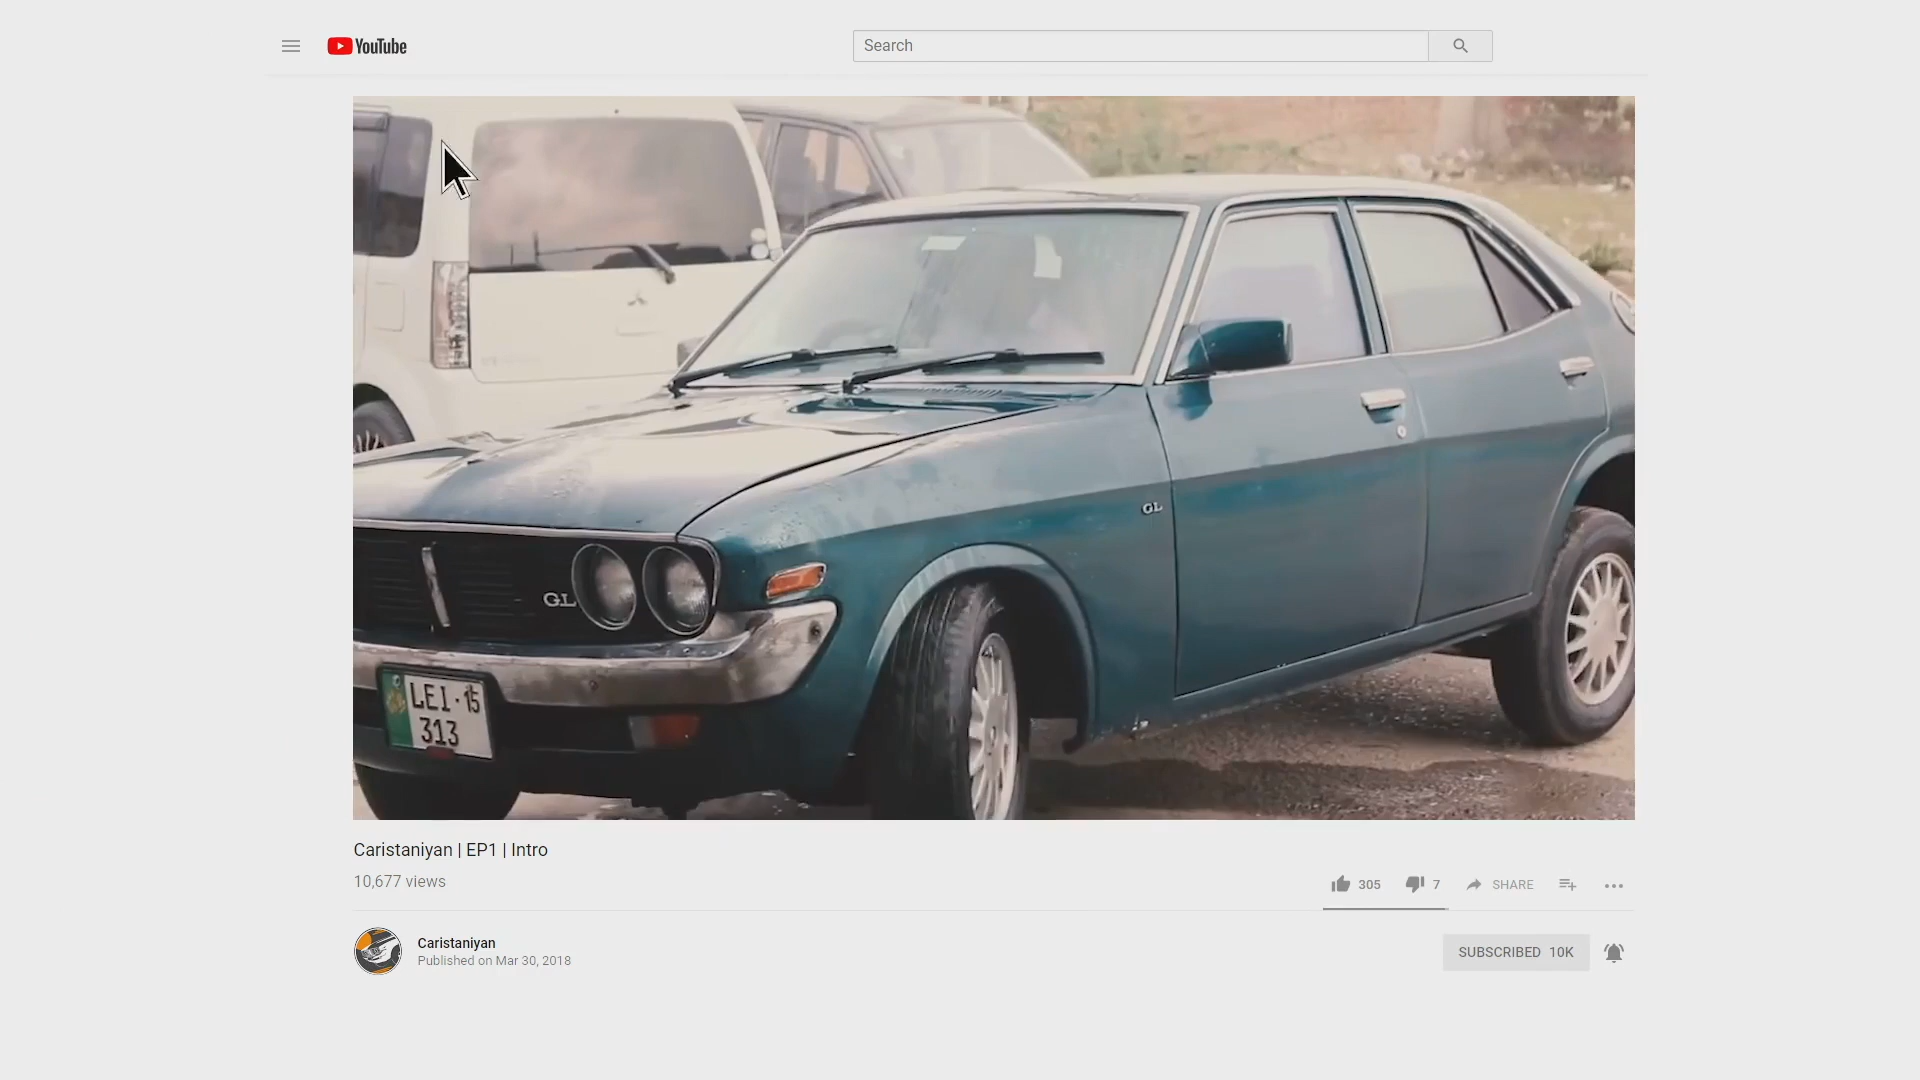 YouTube
Search
GL
GL
LEI·15
313
Caristaniyan | EP1 | Intro
10,677 views
305
7
SHARE
Caristaniyan
Published on Mar 30, 2018
SUBSCRIBED 10K